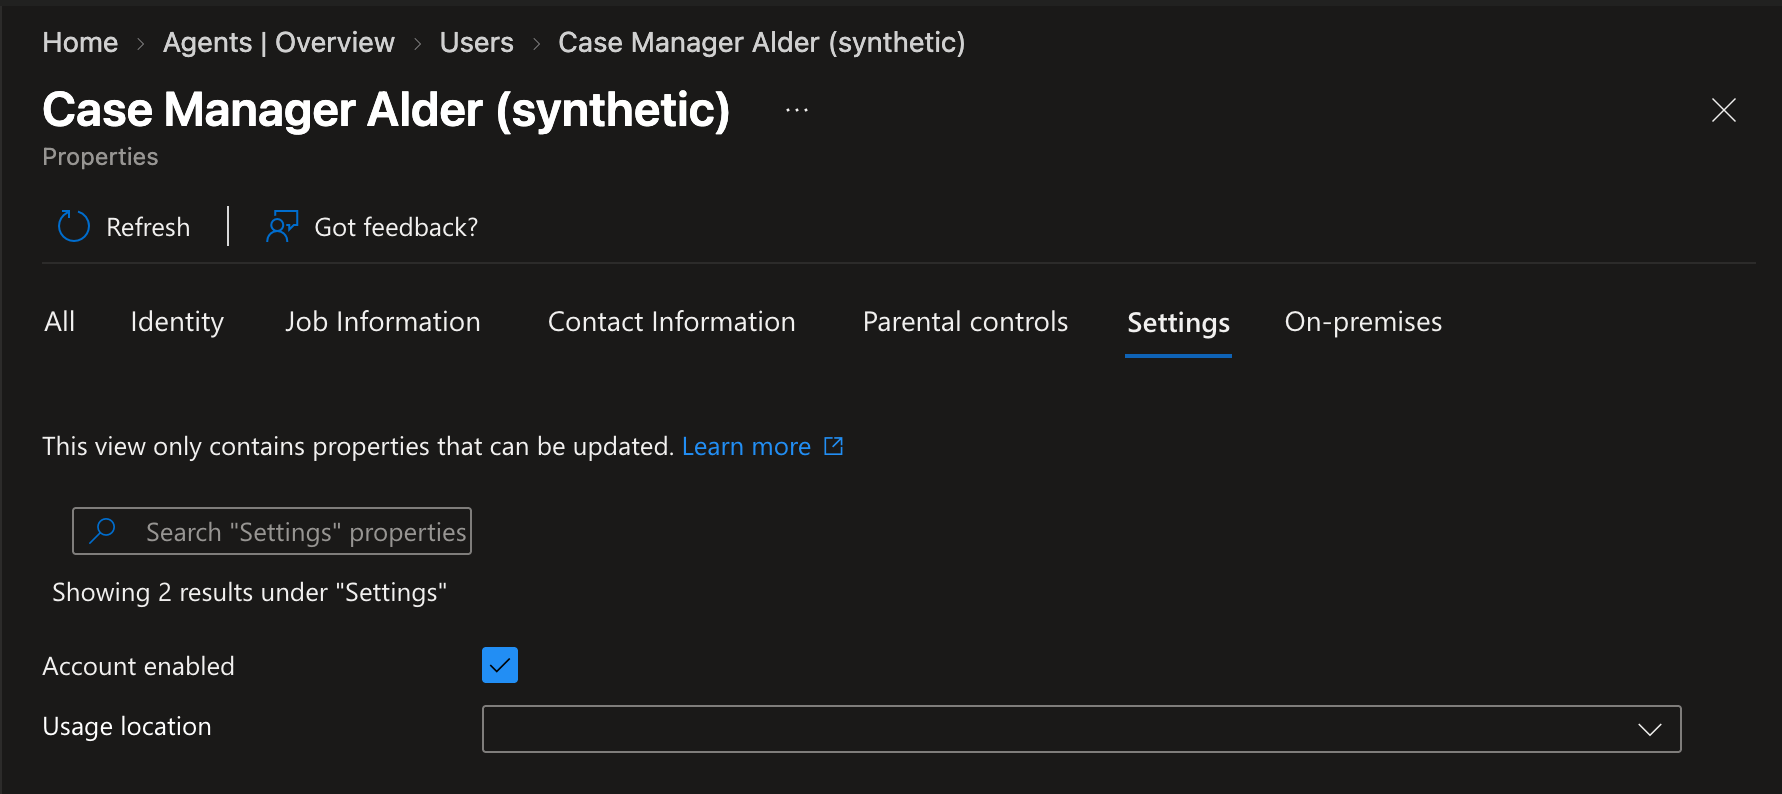 Home > Agents | Overview > Users > Case Manager Alder (synthetic)
Case Manager Alder (synthetic) ...
Properties
Refresh | Got feedback?
All Identity Job Information Contact Information Parental controls Settings On-premises
This view only contains properties that can be updated. Learn more
Search "Settings" properties
Showing 2 results under "Settings"
Account enabled
Usage location